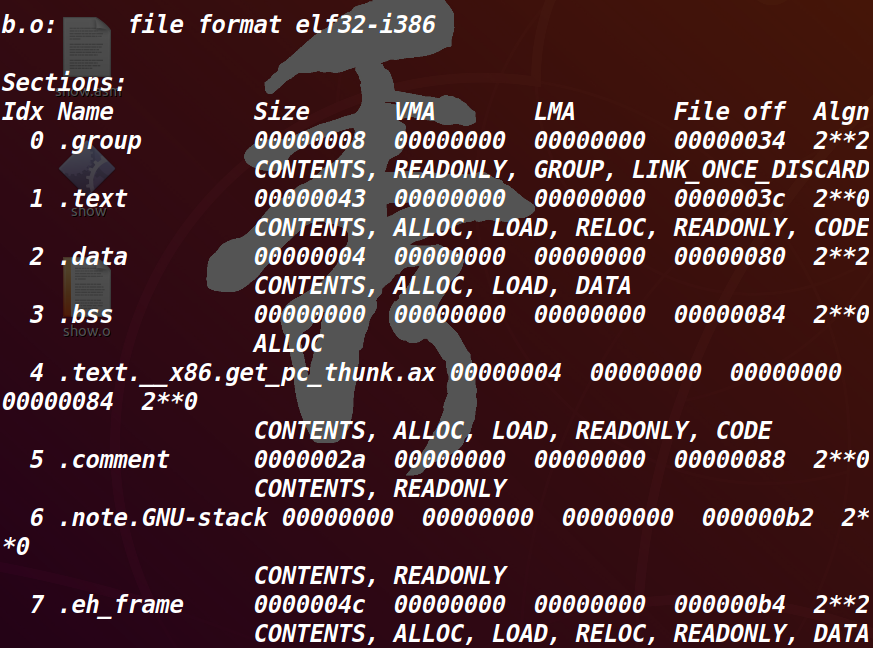 b.o:     file format elf32-i386
Sections:
Idx Name          Size      VMA       LMA       File off  Algn
  0 .group        00000008  00000000  00000000  00000034  2**2
                  CONTENTS, READONLY, GROUP, LINK_ONCE_DISCARD
  1 .text         00000043  00000000  00000000  0000003c  2**0
                  CONTENTS, ALLOC, LOAD, RELOC, READONLY, CODE
  2 .data         00000004  00000000  00000000  00000080  2**2
                  CONTENTS, ALLOC, LOAD, DATA
  3 .bss          00000000  00000000  00000000  00000084  2**0
                  ALLOC
  4 .text.__x86.get_pc_thunk.ax 00000004  00000000  00000000
00000084  2**0
                  CONTENTS, ALLOC, LOAD, READONLY, CODE
  5 .comment      0000002a  00000000  00000000  00000088  2**0
                  CONTENTS, READONLY
  6 .note.GNU-stack 00000000  00000000  00000000  000000b2  2*
*0
                  CONTENTS, READONLY
  7 .eh_frame     0000004c  00000000  00000000  000000b4  2**2
                  CONTENTS, ALLOC, LOAD, RELOC, READONLY, DATA
show.asm
show
show.o